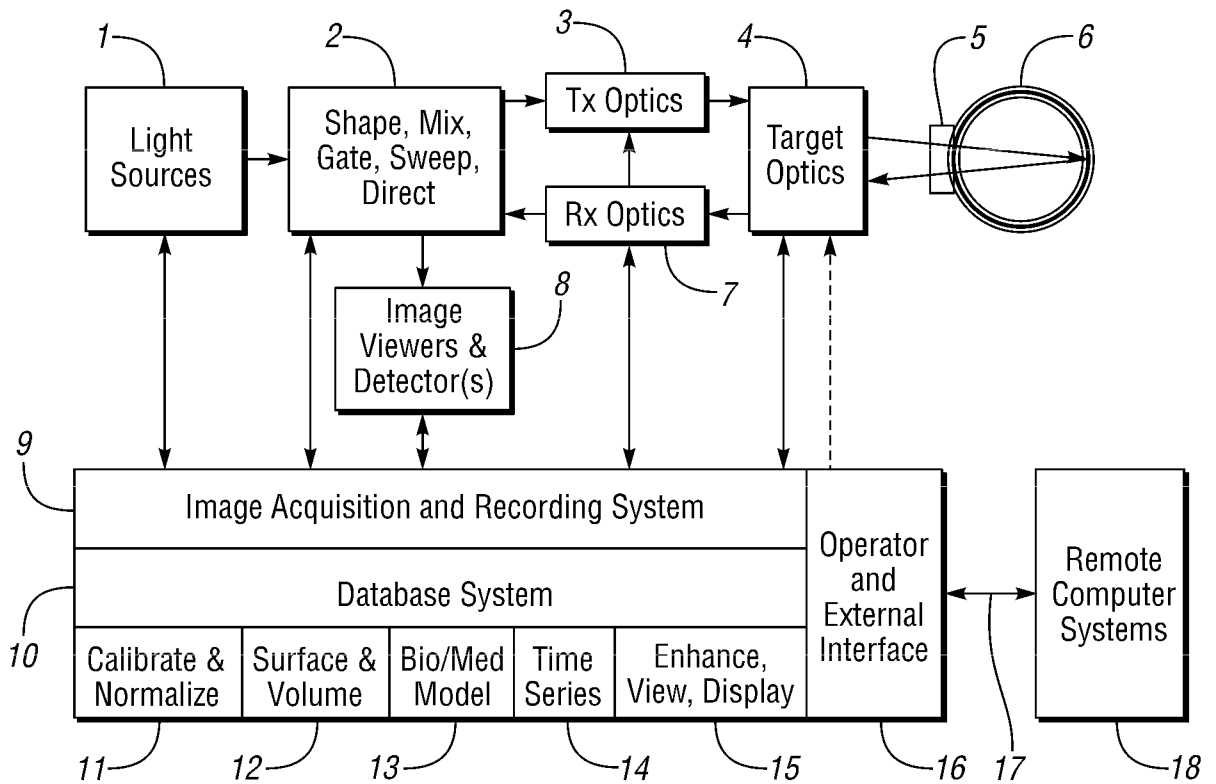 1
2
3
4
5
6
Light
Sources
Shape, Mix,
Gate, Sweep,
Direct
Tx Optics
Rx Optics
Target
Optics
7
Image
Viewers &
Detector(s)
8
9
Image Acquisition and Recording System
10
Database System
Calibrate &
Normalize
Surface &
Volume
Bio/Med
Model
Time
Series
Enhance,
View, Display
Operator
and
External
Interface
Remote
Computer
Systems
11
12
13
14
15
16
17
18